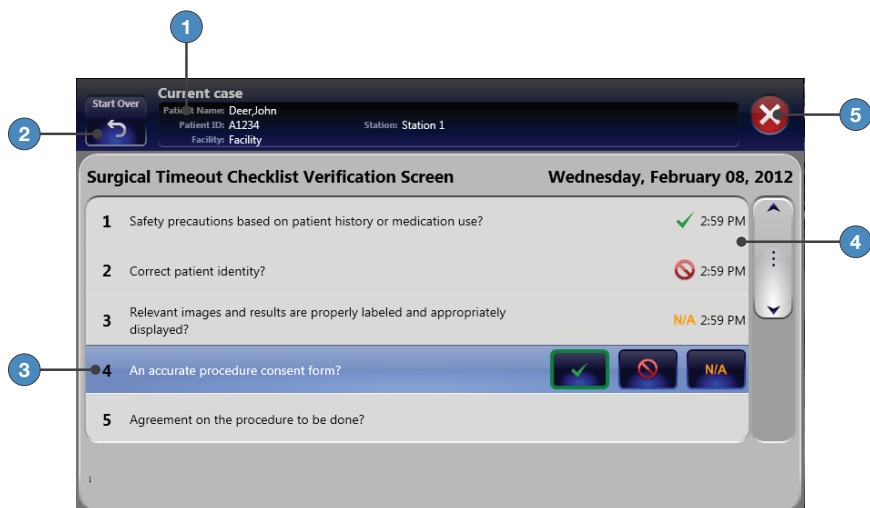 1
Start Over
Current case
Patient Name: Deer,John
Patient ID: A1234 Station: Station 1
Facility: Facility
2
5
Surgical Timeout Checklist Verification Screen Wednesday, February 08, 2012
1 Safety precautions based on patient history or medication use? 2:59 PM
4
2 Correct patient identity? 2:59 PM
3 Relevant images and results are properly labeled and appropriately
displayed? N/A 2:59 PM
3
4 An accurate procedure consent form? N/A
5 Agreement on the procedure to be done?